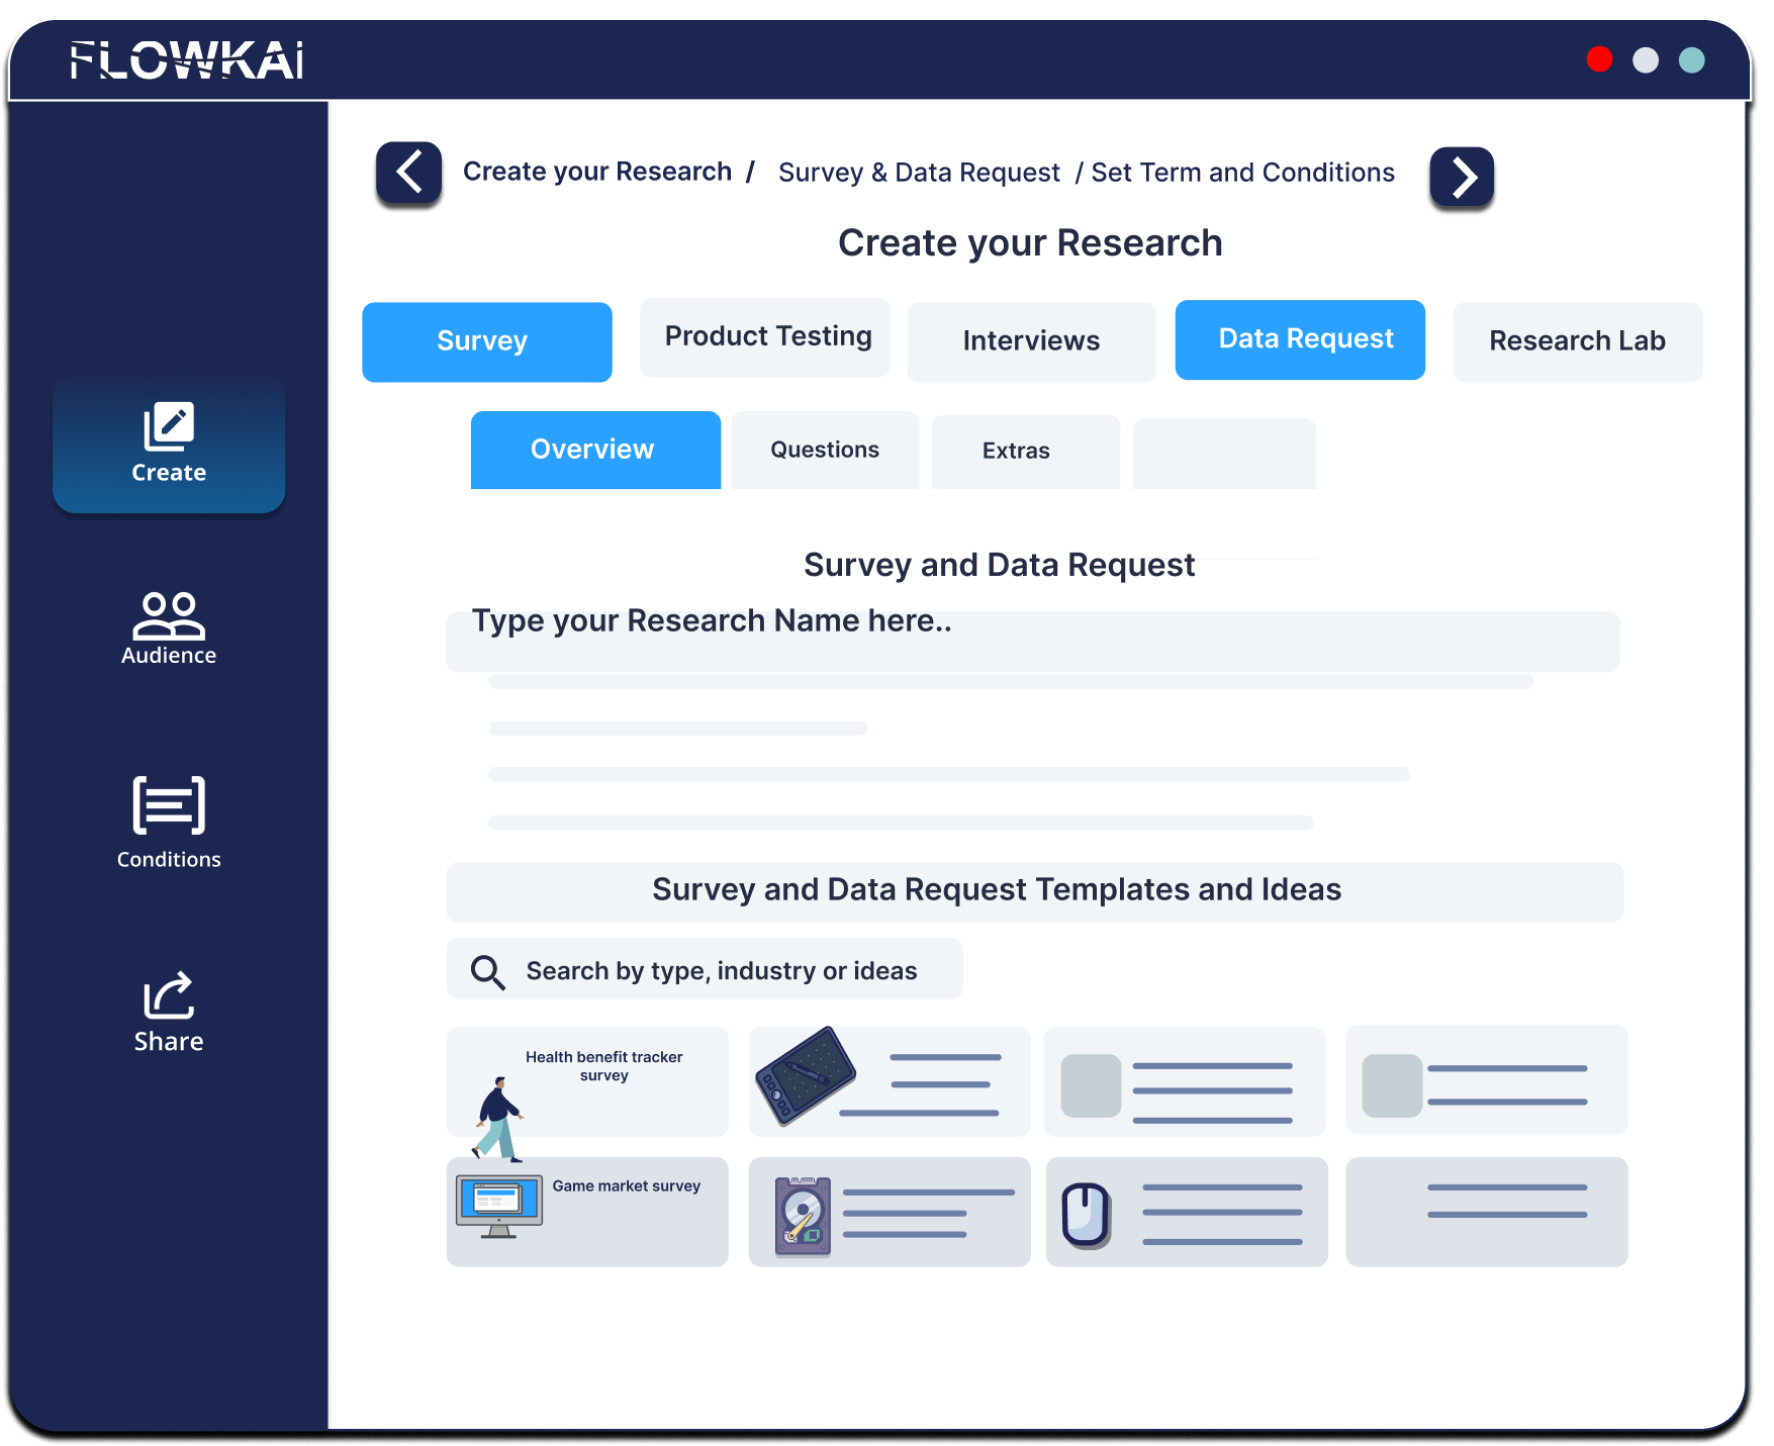 FLOWKAI
Create your Research / Survey & Data Request / Set Term and Conditions
Create your Research
Survey
Product Testing
Interviews
Data Request
Research Lab
Overview
Questions
Extras
Create
Audience
Conditions
Share
Survey and Data Request
Type your Research Name here..
Survey and Data Request Templates and Ideas
Search by type, industry or ideas
Health benefit tracker
survey
Game market survey